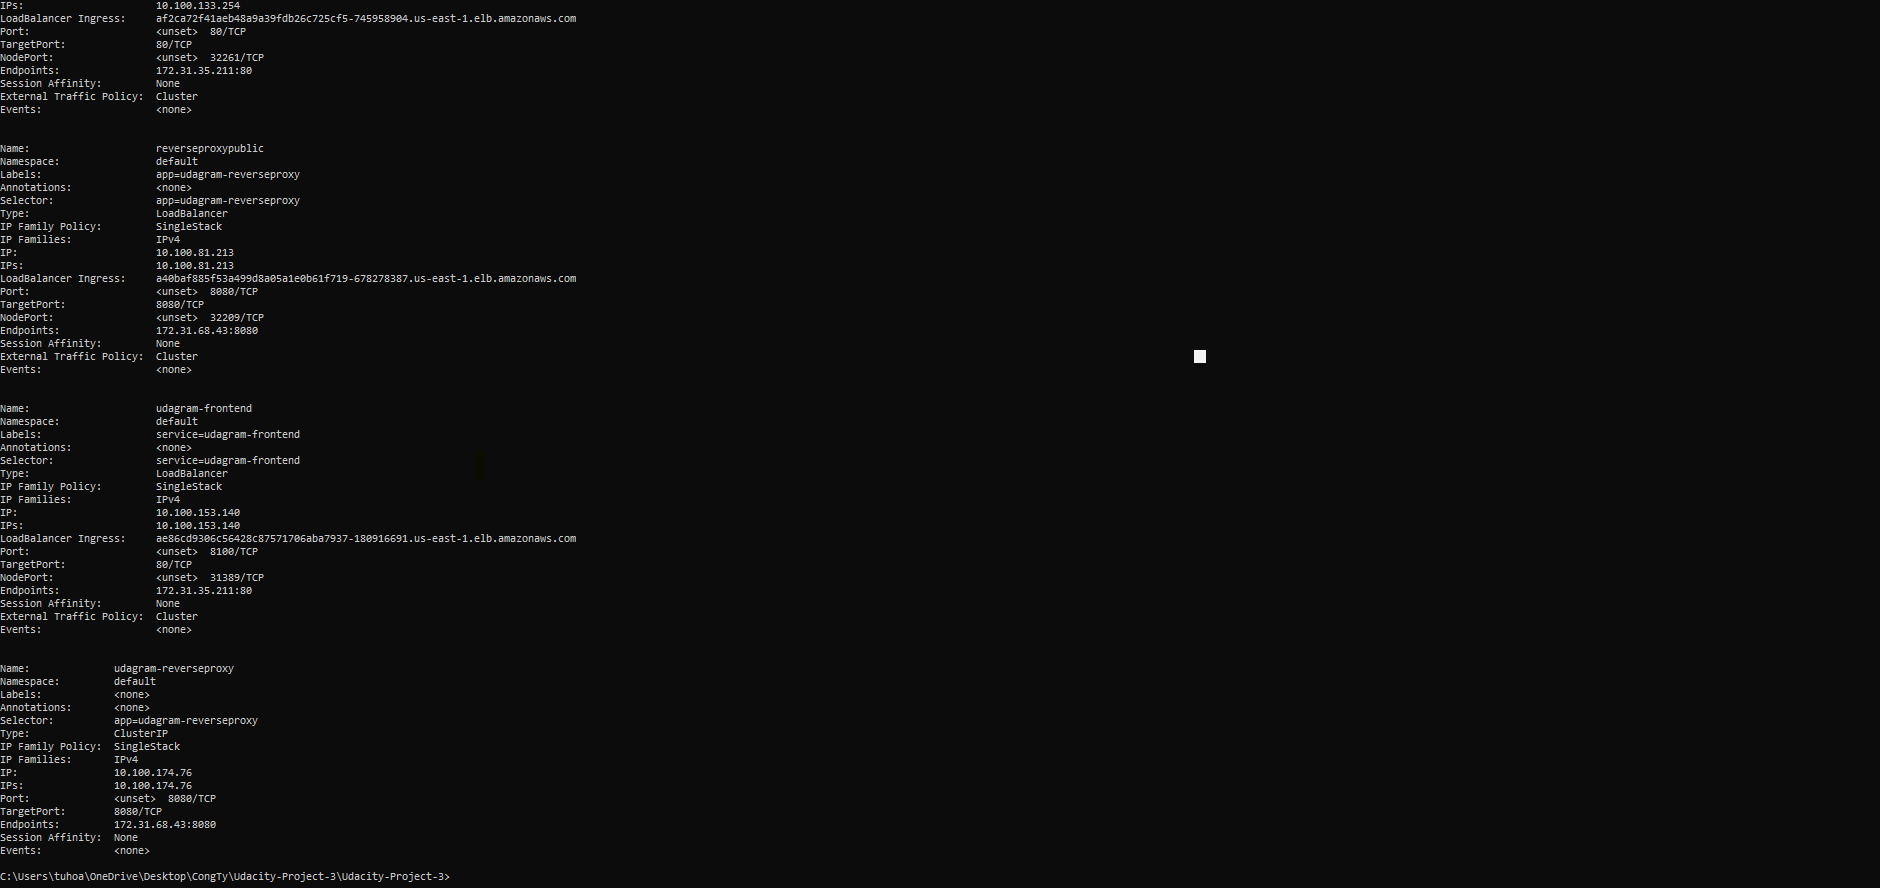 IPs:                      10.100.133.254
LoadBalancer Ingress:     af2ca72f41aeb48a9a39fdb26c725cf5-745958904.us-east-1.elb.amazonaws.com
Port:                     <unset>  80/TCP
TargetPort:               80/TCP
NodePort:                 <unset>  32261/TCP
Endpoints:                172.31.35.211:80
Session Affinity:         None
External Traffic Policy:  Cluster
Events:                   <none>
Name:                     reverseproxypublic
Namespace:                default
Labels:                   app=udagram-reverseproxy
Annotations:              <none>
Selector:                 app=udagram-reverseproxy
Type:                     LoadBalancer
IP Family Policy:         SingleStack
IP Families:              IPv4
IP:                       10.100.81.213
IPs:                      10.100.81.213
LoadBalancer Ingress:     a40baf885f53a499d8a05a1e0b61f719-678278387.us-east-1.elb.amazonaws.com
Port:                     <unset>  8080/TCP
TargetPort:               8080/TCP
NodePort:                 <unset>  32209/TCP
Endpoints:                172.31.68.43:8080
Session Affinity:         None
External Traffic Policy:  Cluster
Events:                   <none>
Name:                     udagram-frontend
Namespace:                default
Labels:                   service=udagram-frontend
Annotations:              <none>
Selector:                 service=udagram-frontend
Type:                     LoadBalancer
IP Family Policy:         SingleStack
IP Families:              IPv4
IP:                       10.100.153.140
IPs:                      10.100.153.140
LoadBalancer Ingress:     ae86cd9306c56428c87571706aba7937-180916691.us-east-1.elb.amazonaws.com
Port:                     <unset>  8100/TCP
TargetPort:               80/TCP
NodePort:                 <unset>  31389/TCP
Endpoints:                172.31.35.211:80
Session Affinity:         None
External Traffic Policy:  Cluster
Events:                   <none>
Name:              udagram-reverseproxy
Namespace:         default
Labels:            <none>
Annotations:       <none>
Selector:          app=udagram-reverseproxy
Type:              ClusterIP
IP Family Policy:  SingleStack
IP Families:       IPv4
IP:                10.100.174.76
IPs:               10.100.174.76
Port:              <unset>  8080/TCP
TargetPort:        8080/TCP
Endpoints:         172.31.68.43:8080
Session Affinity:  None
Events:            <none>
C:\Users\tuhoa\OneDrive\Desktop\CongTy\Udacity-Project-3\Udacity-Project-3>